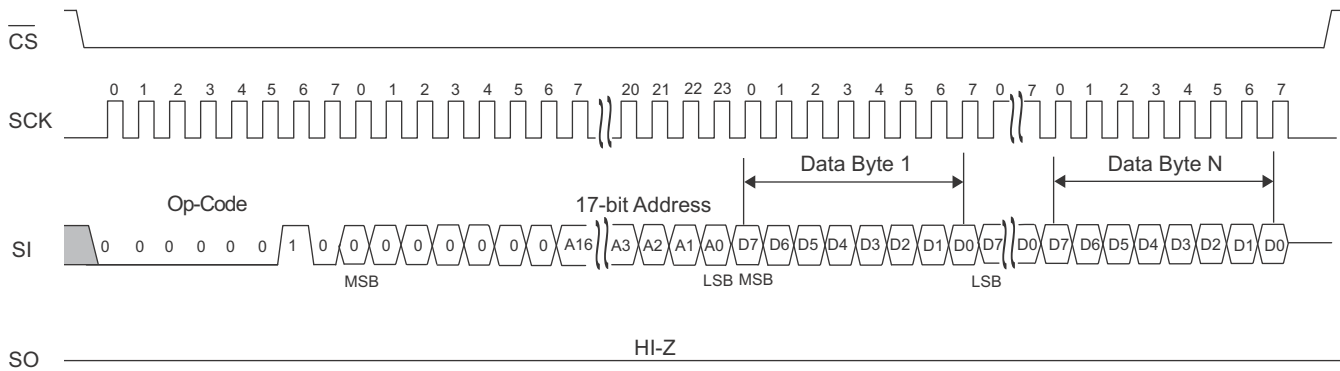 CS
0 1 2 3 4 5 6 7 0 1 2 3 4 5 6 7 20 21 22 23 0 1 2 3 4 5 6 7 0 7 0 1 2 3 4 5 6 7
SCK
Data Byte 1 Data Byte N
Op-Code 17-bit Address
SI 0 0 0 0 0 0 1 0 0 0 0 0 0 0 0 A16 A3 A2 A1 A0 D7 D6 D5 D4 D3 D2 D1 D0 D7 D0 D7 D6 D5 D4 D3 D2 D1 D0
MSB LSB MSB LSB
HI-Z
SO